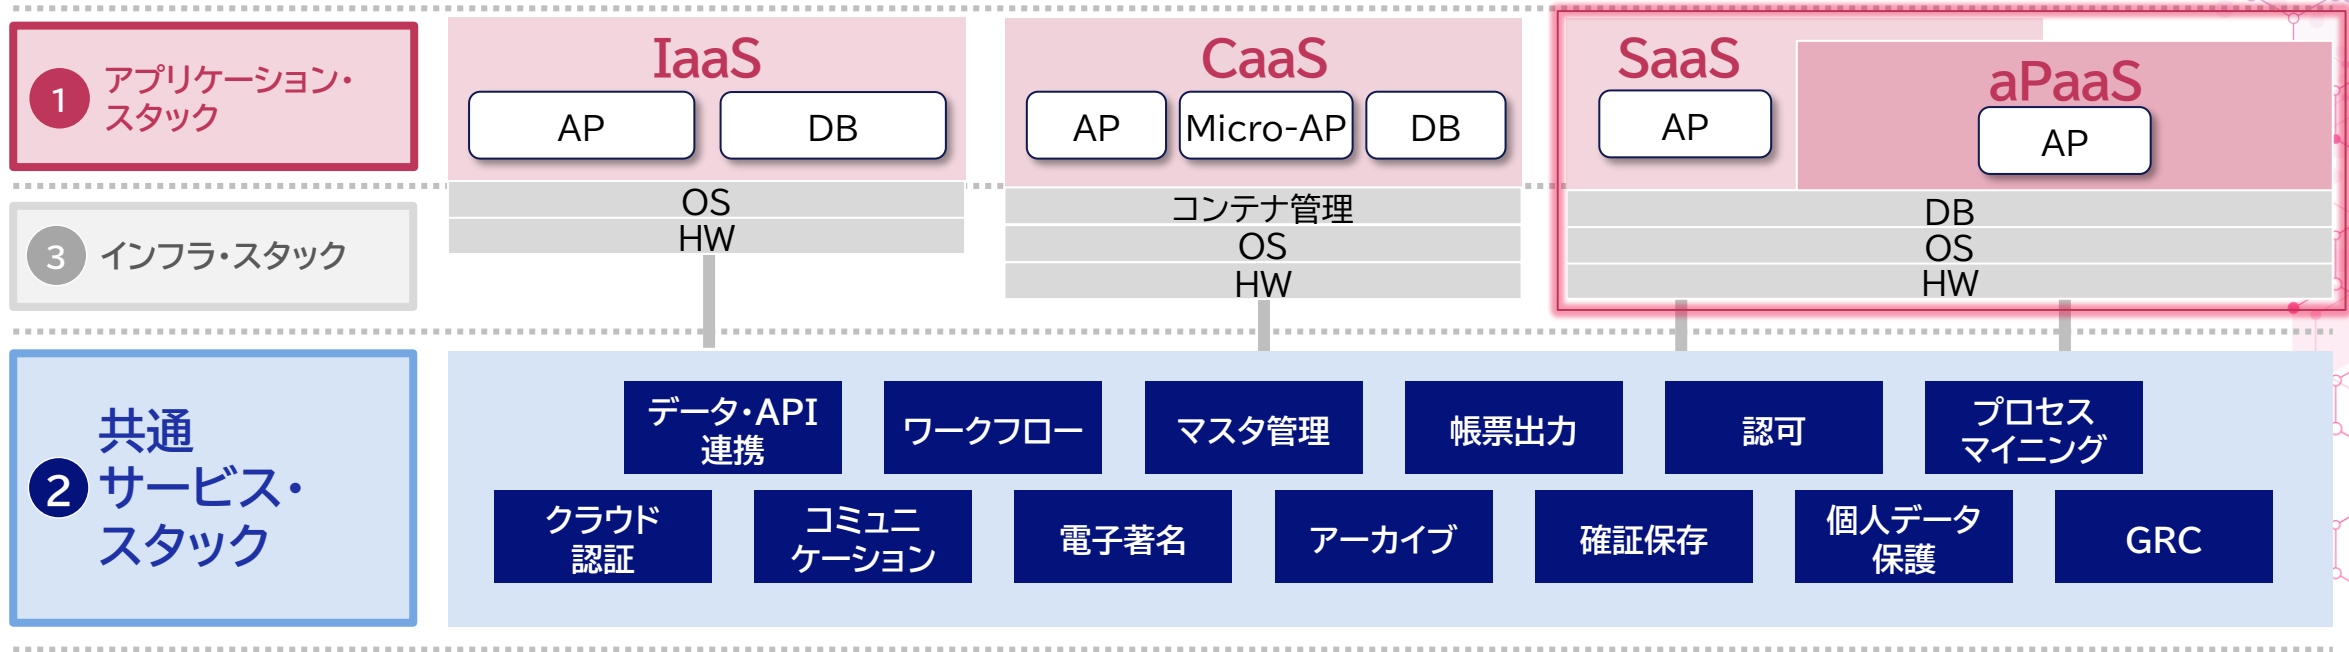 1
アプリケーション・
スタック
IaaS
AP
DB
OS
HW
CaaS
AP
Micro-AP
DB
コンテナ管理
OS
HW
SaaS
AP
aPaaS
AP
DB
OS
HW
3
インフラ・スタック
2
共通
サービス・
スタック
データ・API
連携
ワークフロー
マスタ管理
帳票出力
認可
プロセス
マイニング
クラウド
認証
コミュニ
ケーション
電子著名
アーカイブ
確証保存
個人データ
保護
GRC